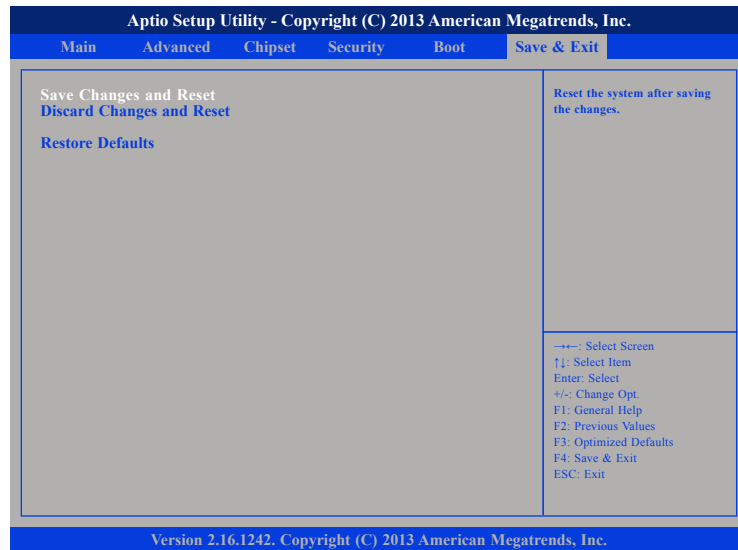 Aptio Setup Utility - Copyright (C) 2013 American Megatrends, Inc.
Main Advanced Chipset Security Boot Save & Exit
Save Changes and Reset
Discard Changes and Reset
Restore Defaults
Reset the system after saving
the changes.
→←: Select Screen
↑↓: Select Item
Enter: Select
+/-: Change Opt.
F1: General Help
F2: Previous Values
F3: Optimized Defaults
F4: Save & Exit
ESC: Exit
Version 2.16.1242. Copyright (C) 2013 American Megatrends, Inc.